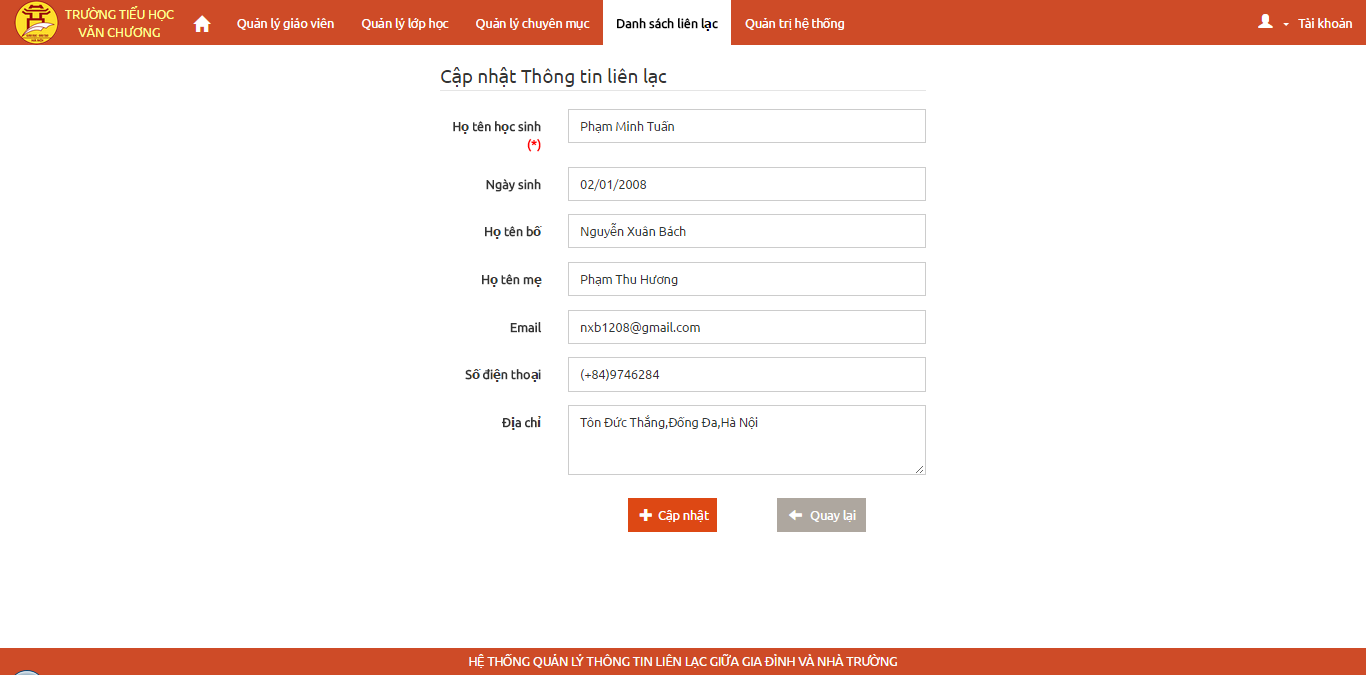 TRƯỜNG TIỂU HỌC
VĂN CHƯƠNG
Quản lý giáo viên Quản lý lớp học Quản lý chuyên mục Danh sách liên lạc Quản trị hệ thống Tài khoản
Cập nhật Thông tin liên lạc
Họ tên học sinh Phạm Minh Tuấn
(*)
Ngày sinh 02/01/2008
Họ tên bố Nguyễn Xuân Bách
Họ tên mẹ Phạm Thu Hương
Email nxb1208@gmail.com
Số điện thoại (+84)9746284
Địa chỉ Tôn Đức Thắng,Đống Đa,Hà Nội
Cập nhật Quay lại
HỆ THỐNG QUẢN LÝ THÔNG TIN LIÊN LẠC GIỮA GIA ĐÌNH VÀ NHÀ TRƯỜNG